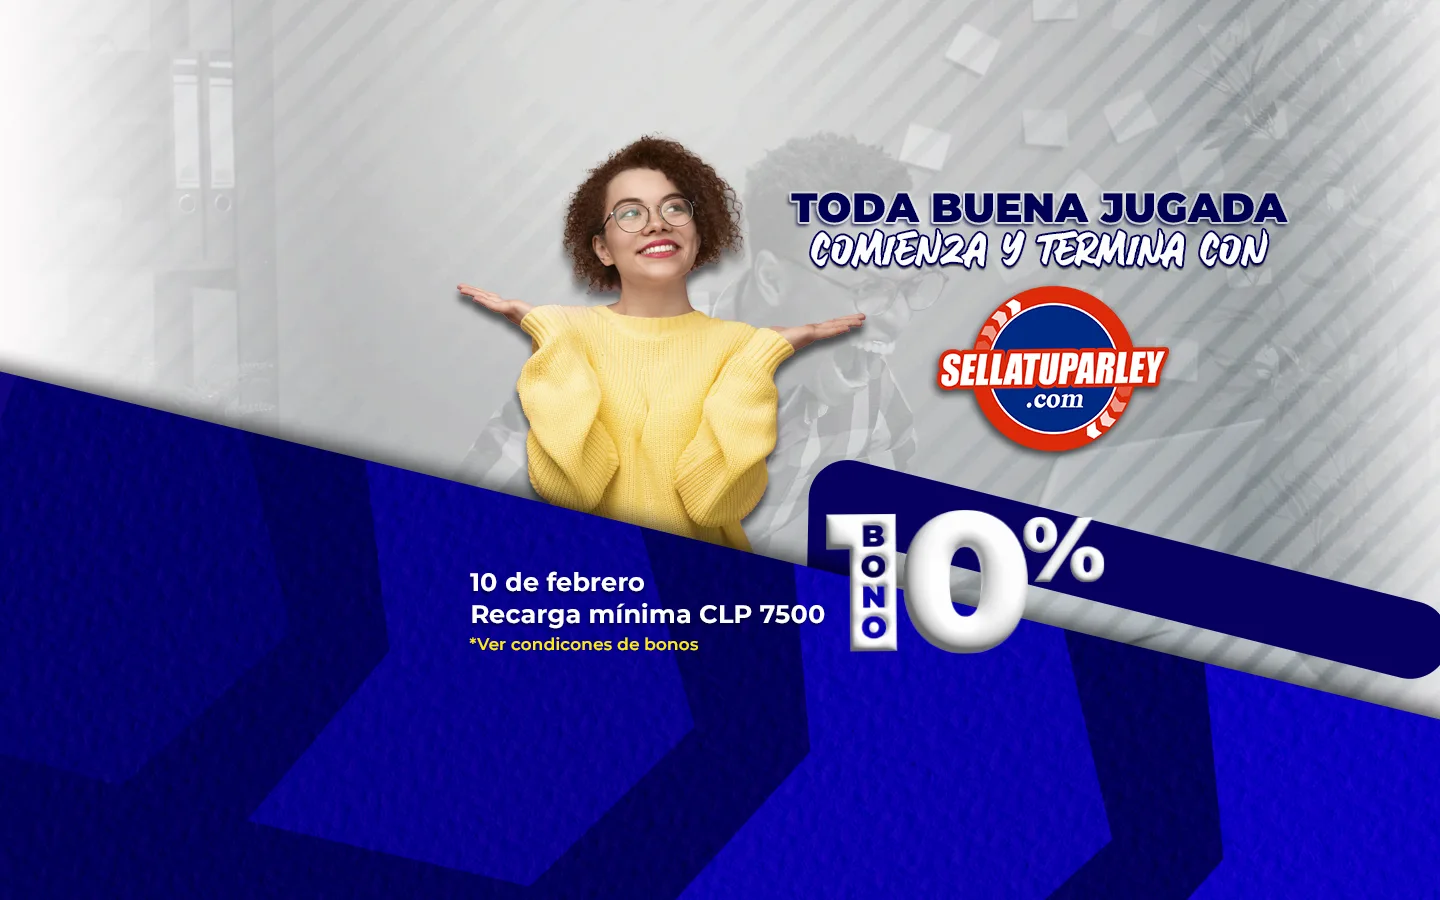 TODA BUENA JUGADA
COMIENZA Y TERMINA CON
SELLATUPARLEY
.com
BONO
10%
10 de febrero
Recarga mínima CLP 7500
*Ver condicones de bonos